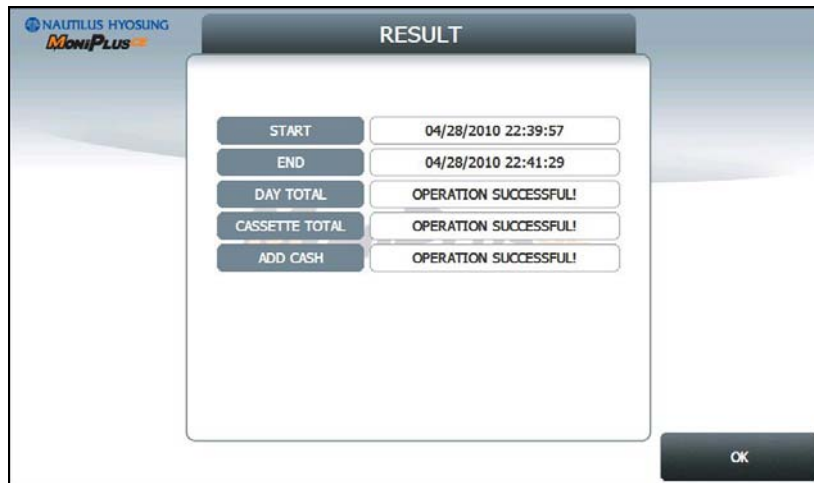 NAUTILUS HYOSUNG
MoniPlus CE
RESULT
START 04/28/2010 22:39:57
END 04/28/2010 22:41:29
DAY TOTAL OPERATION SUCCESSFUL!
CASSETTE TOTAL OPERATION SUCCESSFUL!
ADD CASH OPERATION SUCCESSFUL!
OK